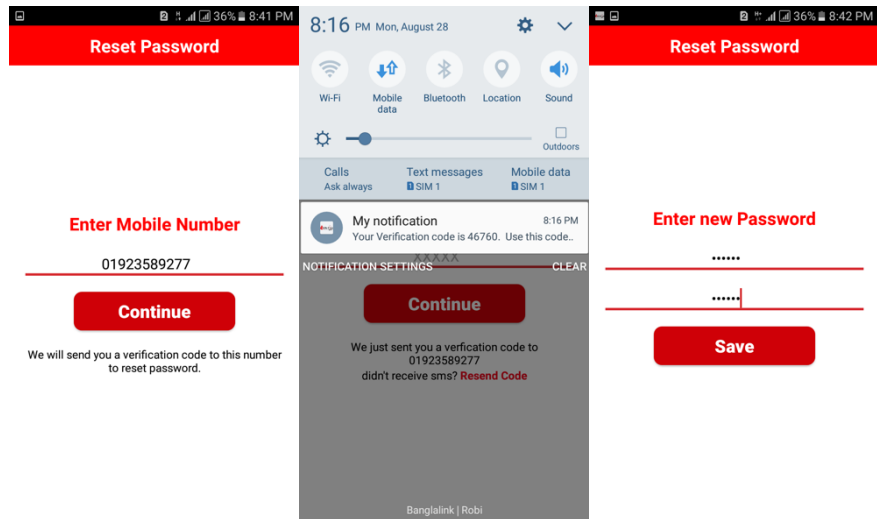 36% 8:41 PM
Reset Password
Enter Mobile Number
01923589277
Continue
We will send you a verification code to this number
to reset password.
8:16 PM Mon, August 28
Wi-Fi Mobile data Bluetooth Location Sound
Outdoors
Calls Text messages Mobile data
Ask always 1 SIM 1 1 SIM 1
My notification 8:16 PM
Your Verification code is 46760. Use this code..
XXXXX
NOTIFICATION SETTINGS CLEAR
Continue
We just sent you a verfication code to
01923589277
didn't receive sms? Resend Code
Banglalink | Robi
2 36% 8:42 PM
Reset Password
Enter new Password
••••••
••••••
Save